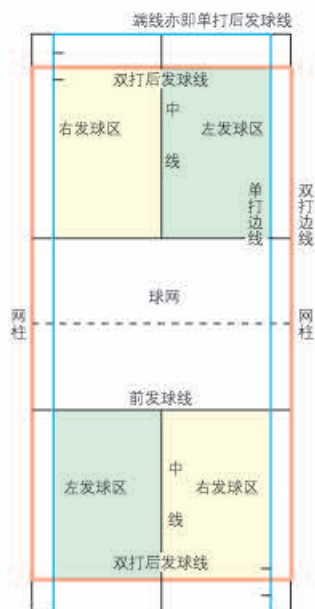 端线亦即单打后发球线
双打后发球线
中
线
右发球区
左发球区
单打边线
双打边线
球网
网柱
网柱
前发球线
左发球区
中
线
右发球区
双打后发球线